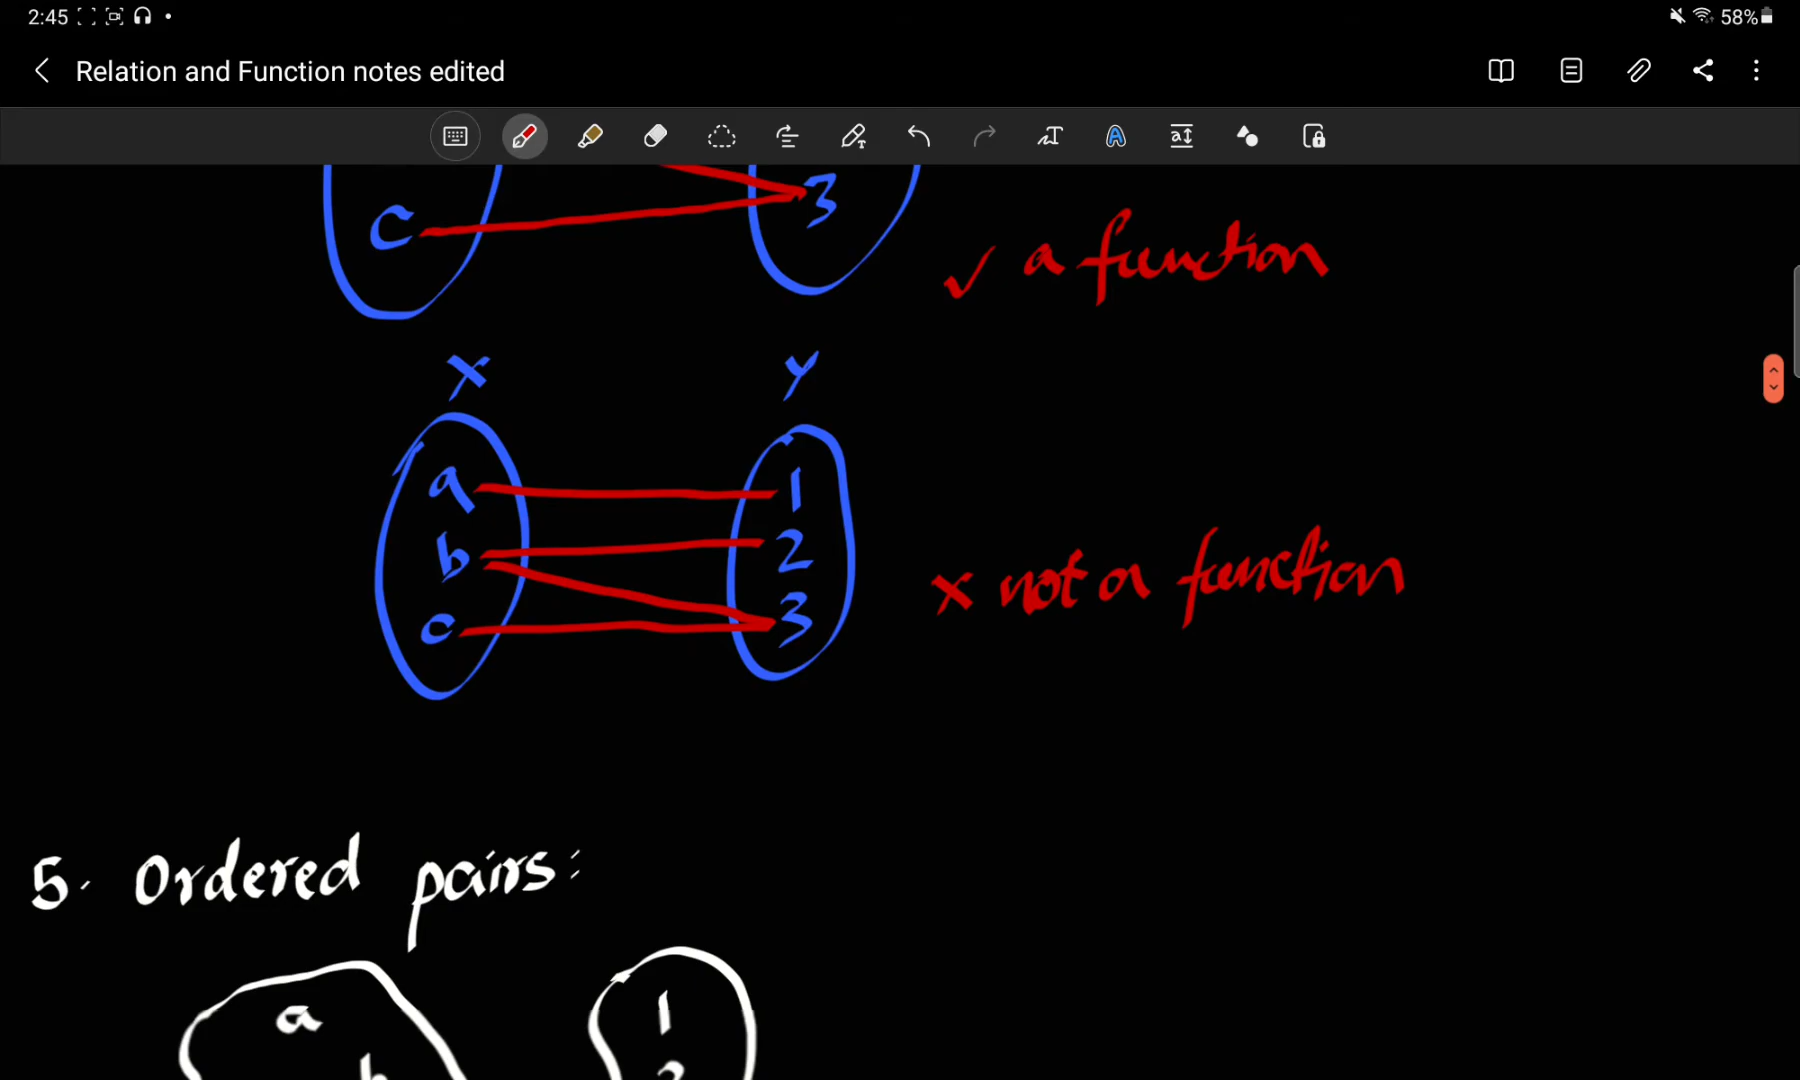 2:45 58%
Relation and Function notes edited
c 3
✓ a function
X Y
a 1
b 2
c 3
x not a function
5. Ordered pairs:
a 1
b 2